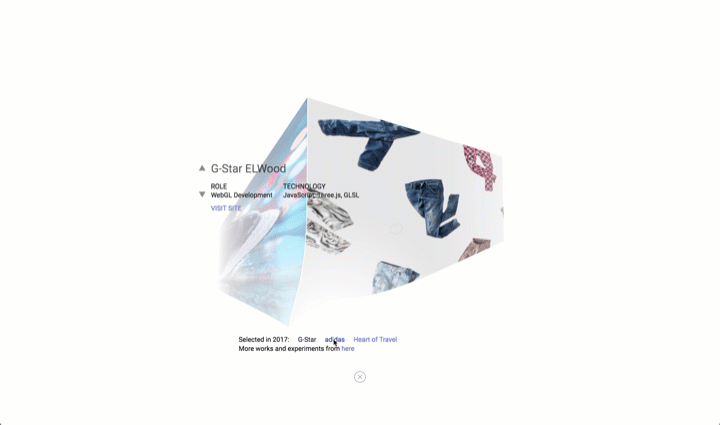 G-Star ELWood
ROLE TECHNOLOGY
WebGL Development JavaScript, three.js, GLSL
VISIT SITE
Selected in 2017: G-Star adidas Heart of Travel
More works and experiments from here